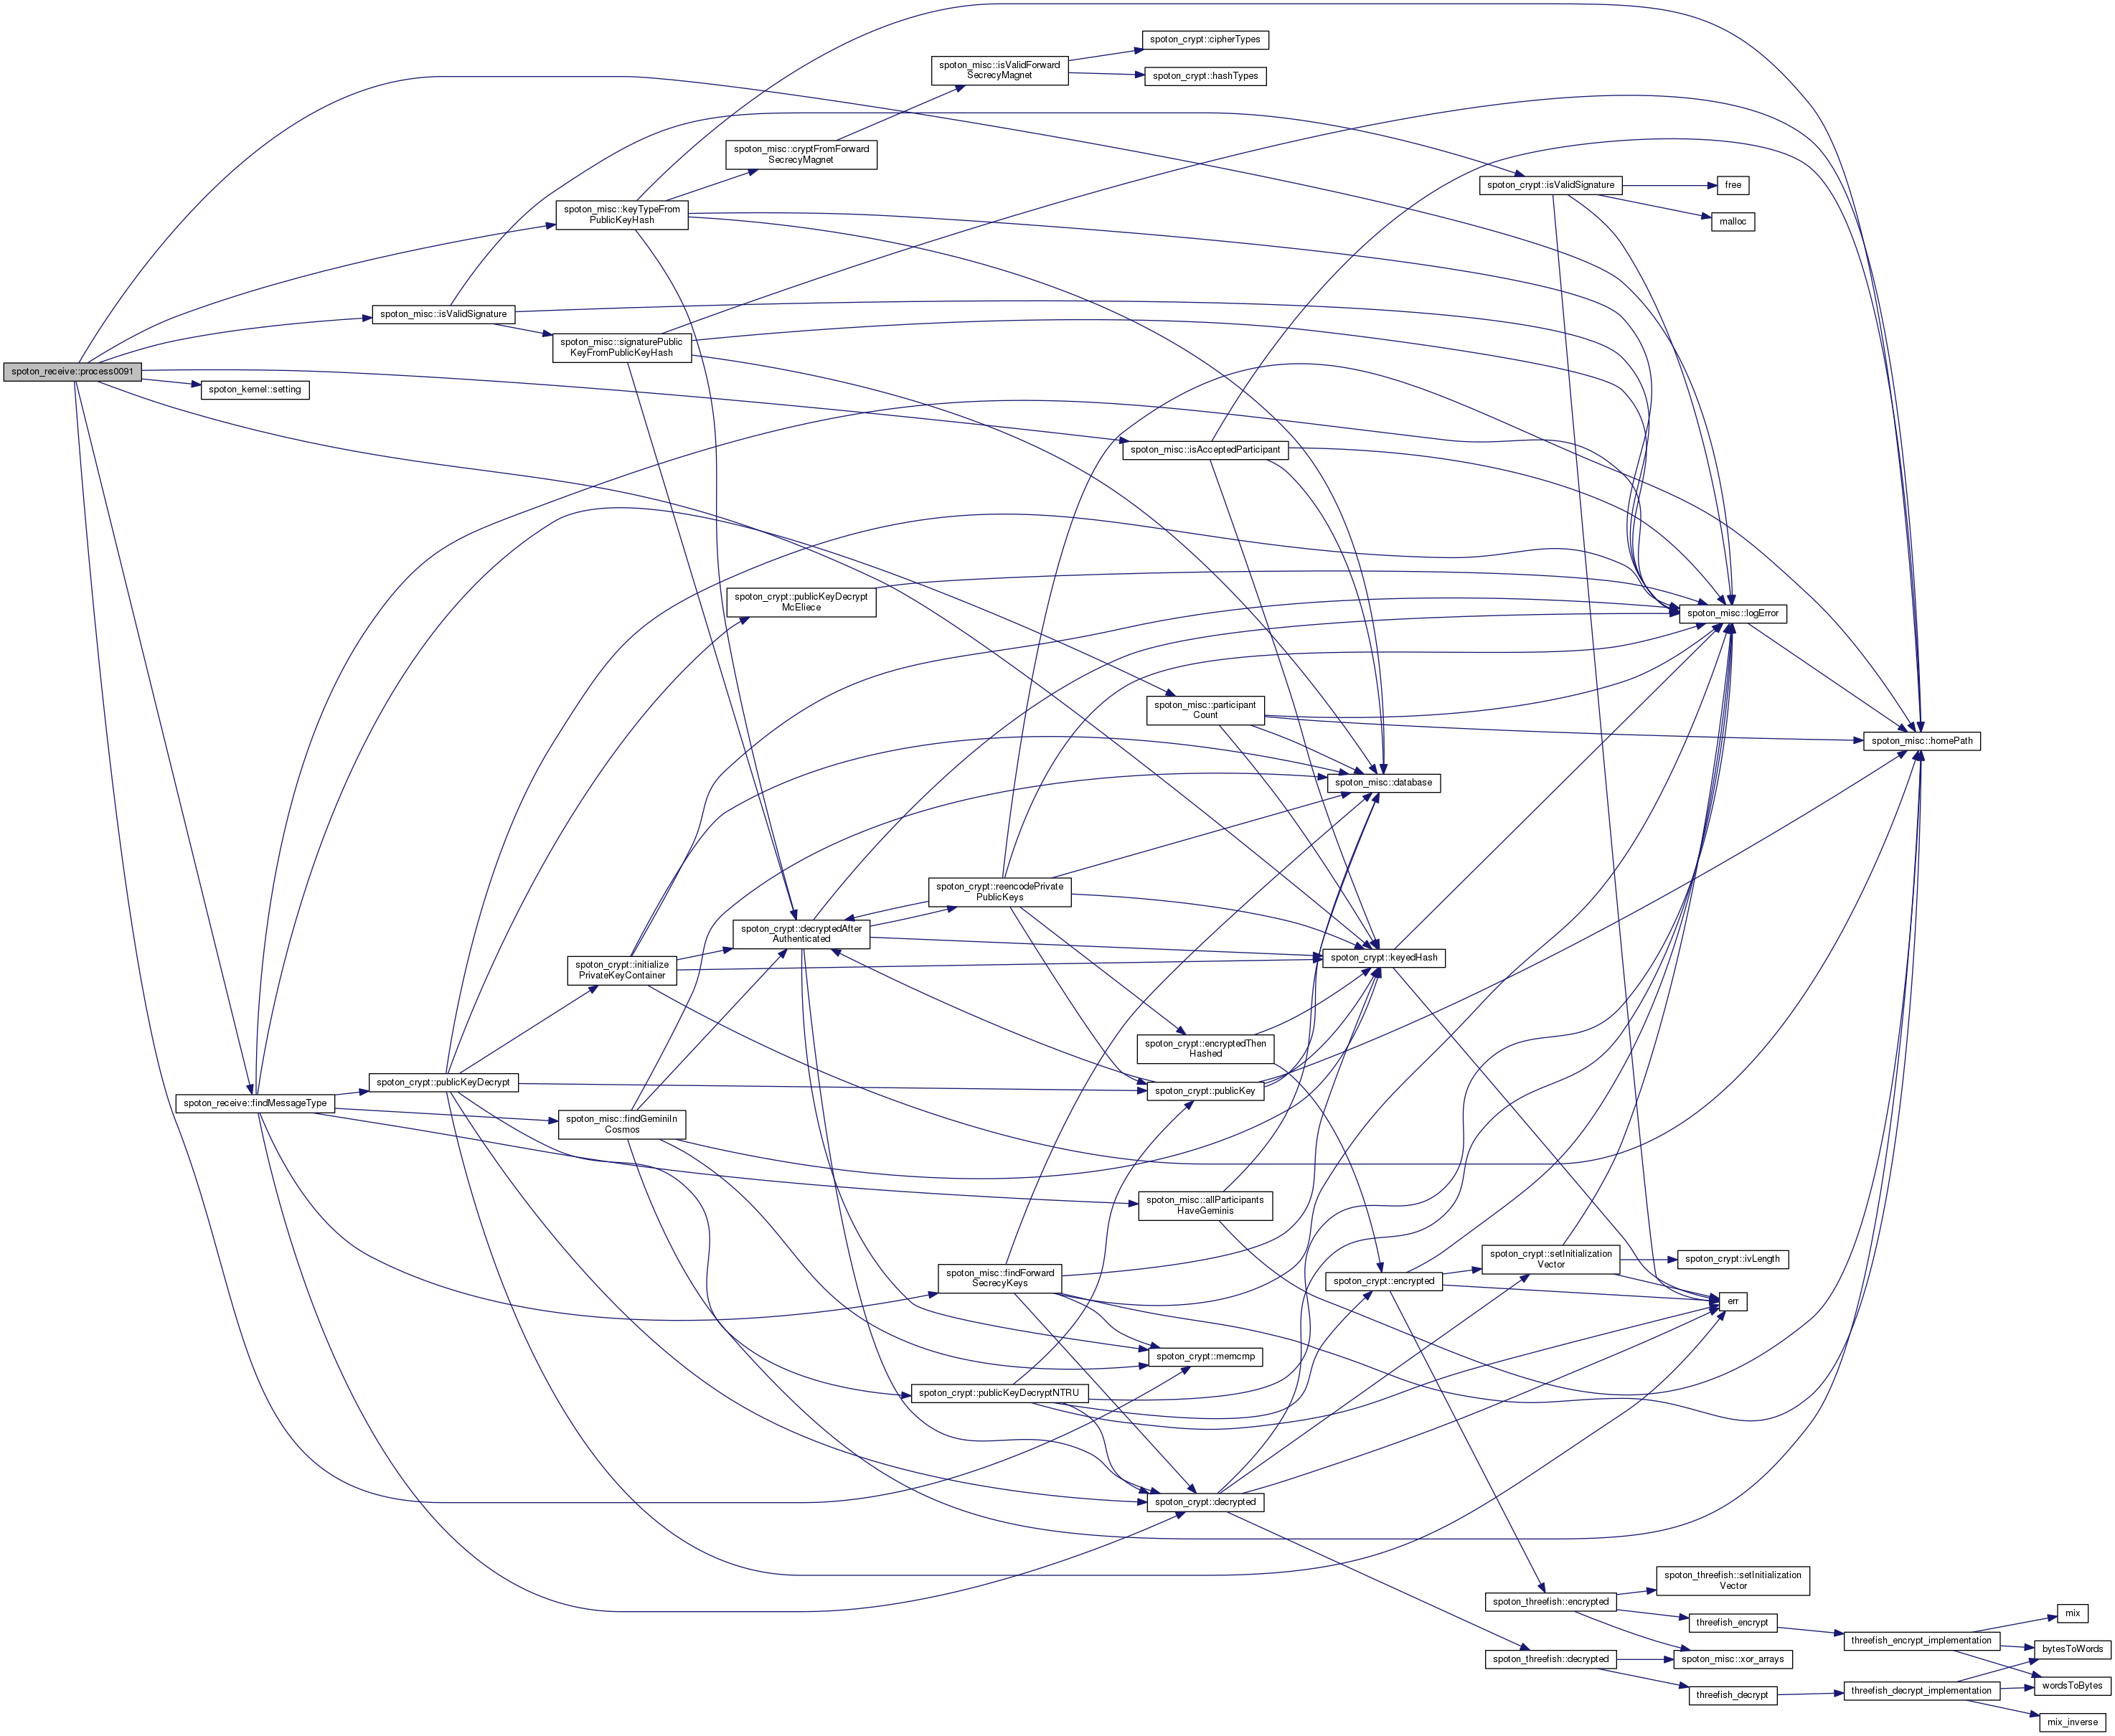 spoton_crypt::cipherTypes
spoton_misc::isValidForward
SecrecyMagnet
spoton_crypt::hashTypes
spoton_misc::cryptFromForward
SecrecyMagnet
spoton_crypt::isValidSignature
free
malloc
spoton_misc::keyTypeFrom
PublicKeyHash
spoton_misc::isValidSignature
spoton_misc::signaturePublic
KeyFromPublicKeyHash
spoton_receive::process0091
spoton_kernel::setting
spoton_misc::isAcceptedParticipant
spoton_crypt::publicKeyDecrypt
McEliece
spoton_misc::logError
spoton_misc::participant
Count
spoton_misc::homePath
spoton_misc::database
spoton_crypt::reencodePrivate
PublicKeys
spoton_crypt::decryptedAfter
Authenticated
spoton_crypt::initialize
PrivateKeyContainer
spoton_crypt::keyedHash
spoton_crypt::encryptedThen
Hashed
spoton_crypt::publicKeyDecrypt
spoton_crypt::publicKey
spoton_receive::findMessageType
spoton_misc::findGeminiIn
Cosmos
spoton_misc::allParticipants
HaveGeminis
spoton_misc::findForward
SecrecyKeys
spoton_crypt::setInitialization
Vector
spoton_crypt::ivLength
spoton_crypt::encrypted
err
spoton_crypt::memcmp
spoton_crypt::publicKeyDecryptNTRU
spoton_crypt::decrypted
spoton_threefish::setInitialization
Vector
spoton_threefish::encrypted
threefish_encrypt
mix
threefish_encrypt_implementation
bytesToWords
spoton_threefish::decrypted
spoton_misc::xor_arrays
wordsToBytes
threefish_decrypt
threefish_decrypt_implementation
mix_inverse